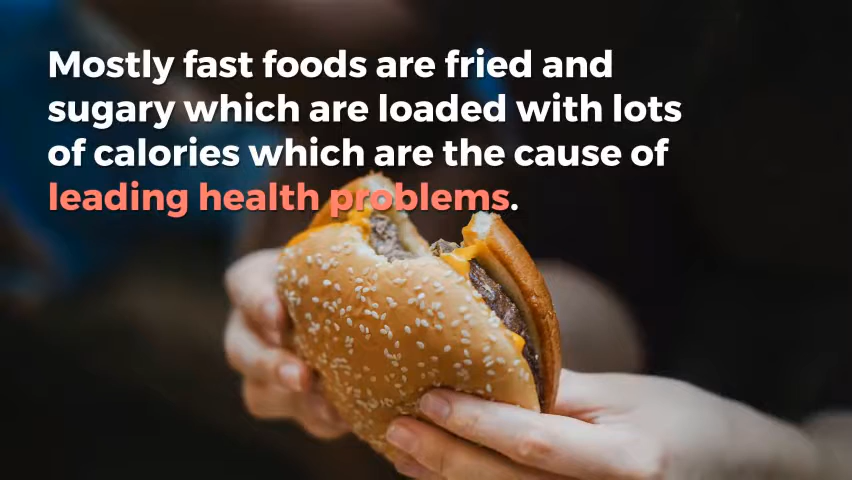 Mostly fast foods are fried and
sugary which are loaded with lots
of calories which are the cause of
leading health problems.